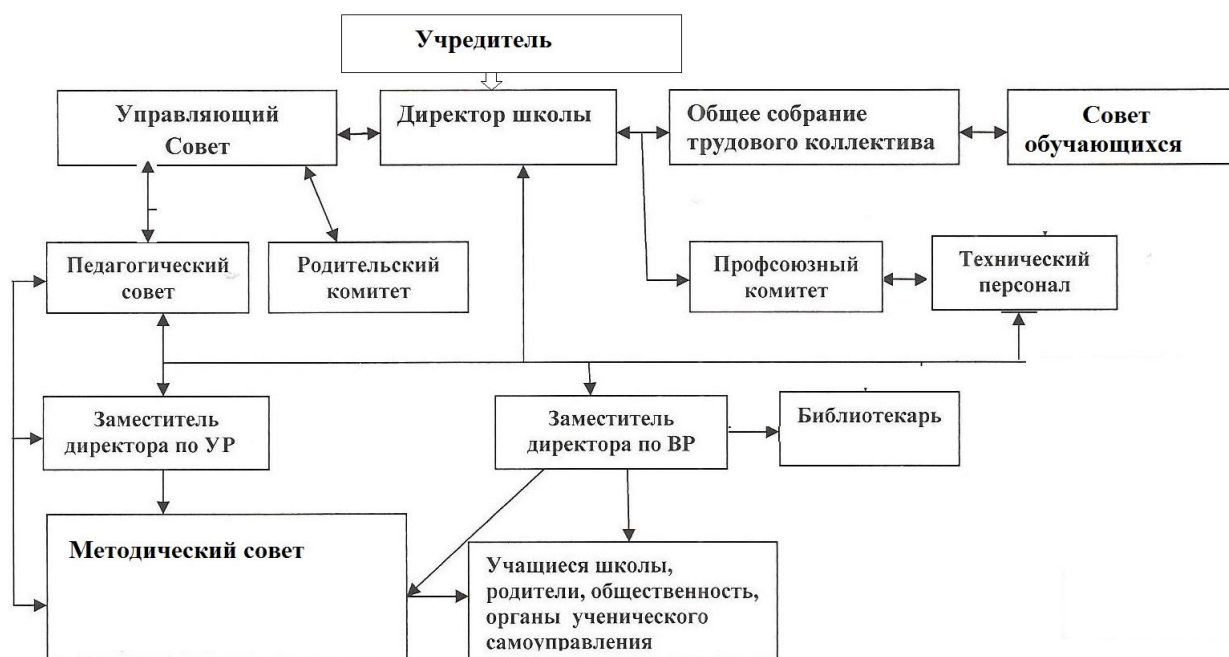 Учредитель
Управляющий
Совет
Директор школы
Общее собрание
трудового коллектива
Совет
обучающихся
Педагогический
совет
Родительский
комитет
Профсоюзный
комитет
Технический
персонал
Заместитель
директора по УР
Заместитель
директора по ВР
Библиотекарь
Методический совет
Учащиеся школы,
родители, общественность,
органы ученического
самоуправления